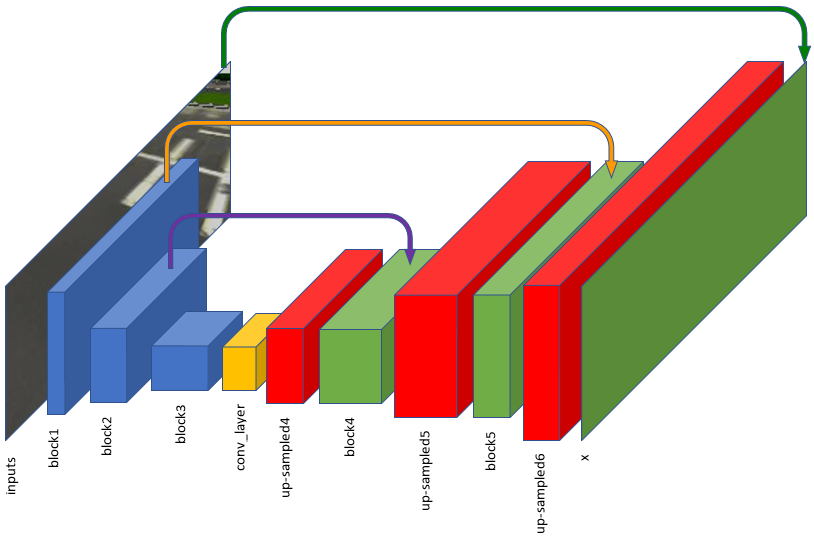 inputs
block1
block2
block3
conv_layer
up-sampled4
block4
up-sampled5
block5
up-sampled6
x